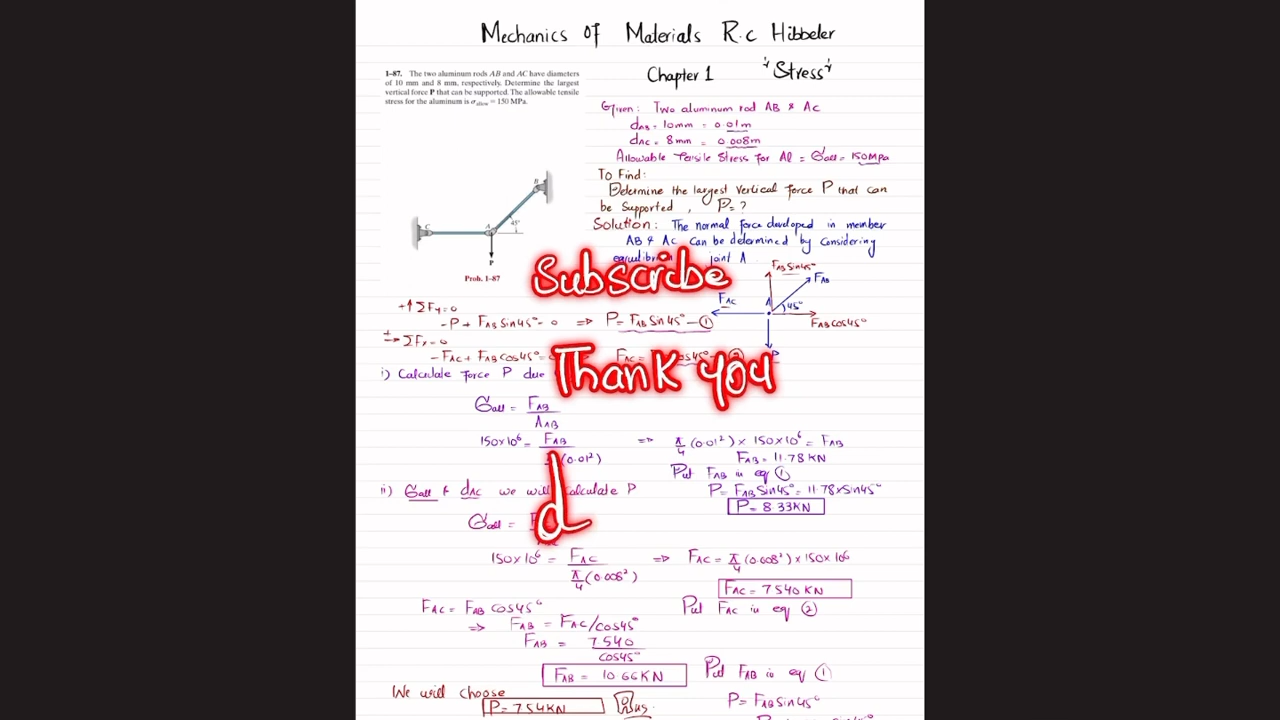 Mechanics Of Materials R.c Hibbeler
Chapter 1 "Stress"
1-87. The two aluminum rods AB and AC have diameters
of 10 mm and 8 mm, respectively. Determine the largest
vertical force P that can be supported. The allowable tensile
stress for the aluminum is σallow = 150 MPa.
B
C
A
45°
P
Prob. 1-87
Given: Two aluminum rod AB & AC
dAB = 10mm = 0.01m
dAC = 8mm = 0.008m
Allowable Tensile Stress for Al = σall = 150MPa
To Find:
Determine the largest vertical force P that can
be Supported, P = ?
Solution: The normal force developed in member
AB & AC can be determined by considering
joint A
FAB Sin45°
FAB
FAC
A
45°
FAB COS45°
P
Subscribe
+↑ ΣFy = 0
-P + FAB Sin45° = 0 ⇒ P = FAB Sin45° — ①
+→ ΣFx = 0
-FAC + FAB COS45° = FAC = COS45° — ②
Thank you
i) Calculate force P due
σall = FAB
AAB
150×10⁶ = FAB
(0.01²)
⇒ π/4 (0.01²) × 150×10⁶ = FAB
FAB = 11.78 KN
Put FAB in eq ①
P = FAB Sin45° = 11.78×sin45°
P = 8.33KN
d
ii) σall & dAC we will Calculate P
σall =
150×10⁶ = FAC
π/4 (0.008²)
⇒ FAC = π/4 (0.008²) × 150×10⁶
FAC = 7.540 KN
Put FAC in eq ②
FAC = FAB COS45°
⇒ FAB = FAC/COS45°
FAB = 7.540
COS45°
FAB = 10.66KN
Put FAB in eq ①
P = FAB Sin45°
We will choose
P = 7.54KN